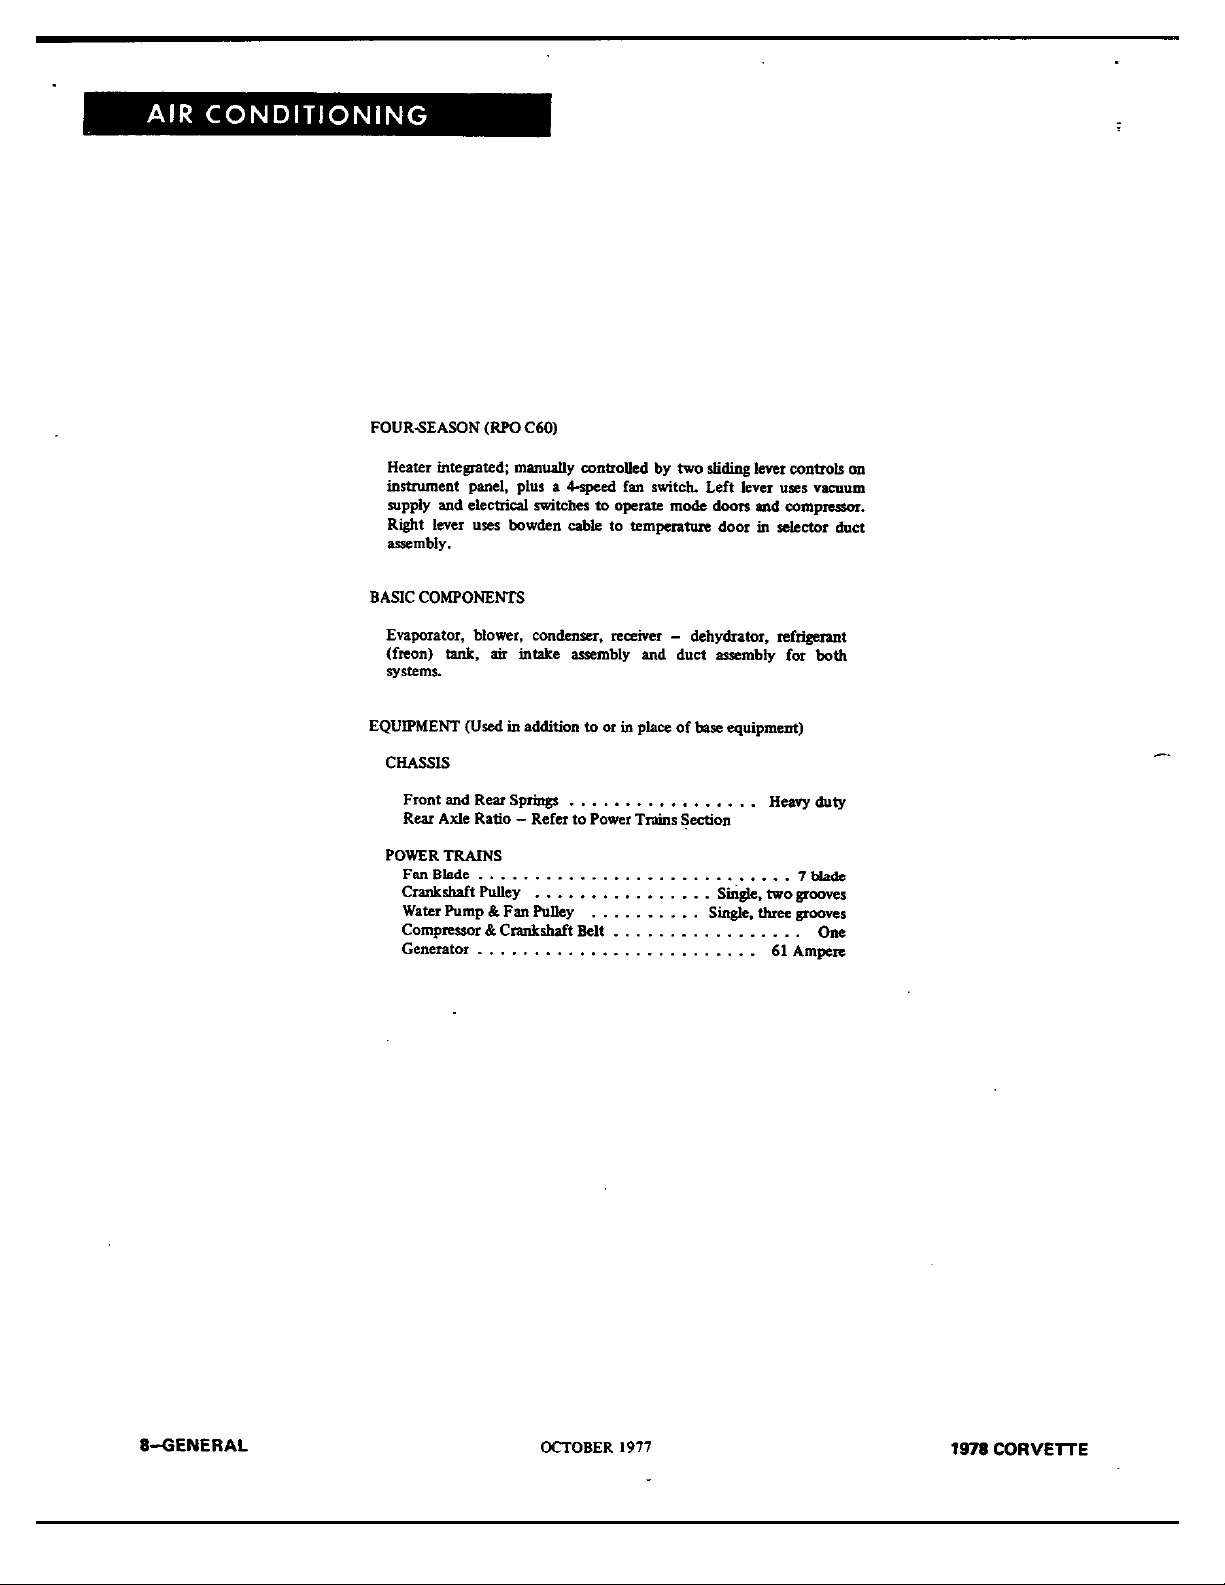 AIR CONDITIONING
FOUR-SEASON (RPO C60)
Heater integrated; manually controlled by two sliding lever controls on
instrument panel, plus a 4-speed fan switch. Left lever uses vacuum
supply and electrical switches to operate mode doors and compressor.
Right lever uses bowden cable to temperature door in selector duct
assembly.
BASIC COMPONENTS
Evaporator, blower, condenser, receiver – dehydrator, refrigerant
(freon) tank, air intake assembly and duct assembly for both
systems.
EQUIPMENT (Used in addition to or in place of base equipment)
CHASSIS
Front and Rear Springs . . . . . . . . . . . . . . . . . Heavy duty
Rear Axle Ratio – Refer to Power Trains Section
POWER TRAINS
Fan Blade . . . . . . . . . . . . . . . . . . . . . . . . . . . . 7 blade
Crankshaft Pulley . . . . . . . . . . . . . . . . Single, two grooves
Water Pump & Fan Pulley . . . . . . . . . . Single, three grooves
Compressor & Crankshaft Belt . . . . . . . . . . . . . . . . . One
Generator . . . . . . . . . . . . . . . . . . . . . . . . . 61 Ampere
8–GENERAL
OCTOBER 1977
1978 CORVETTE